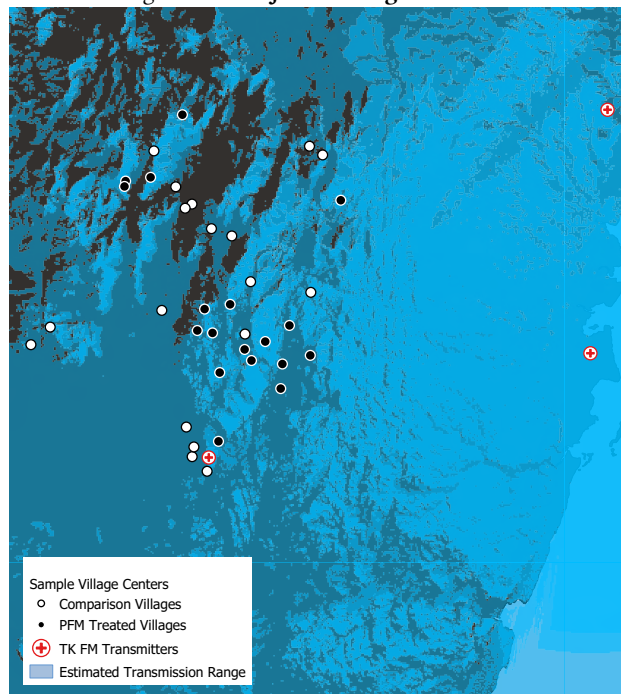 Sample Village Centers
Comparison Villages
PFM Treated Villages
TK FM Transmitters
Estimated Transmission Range